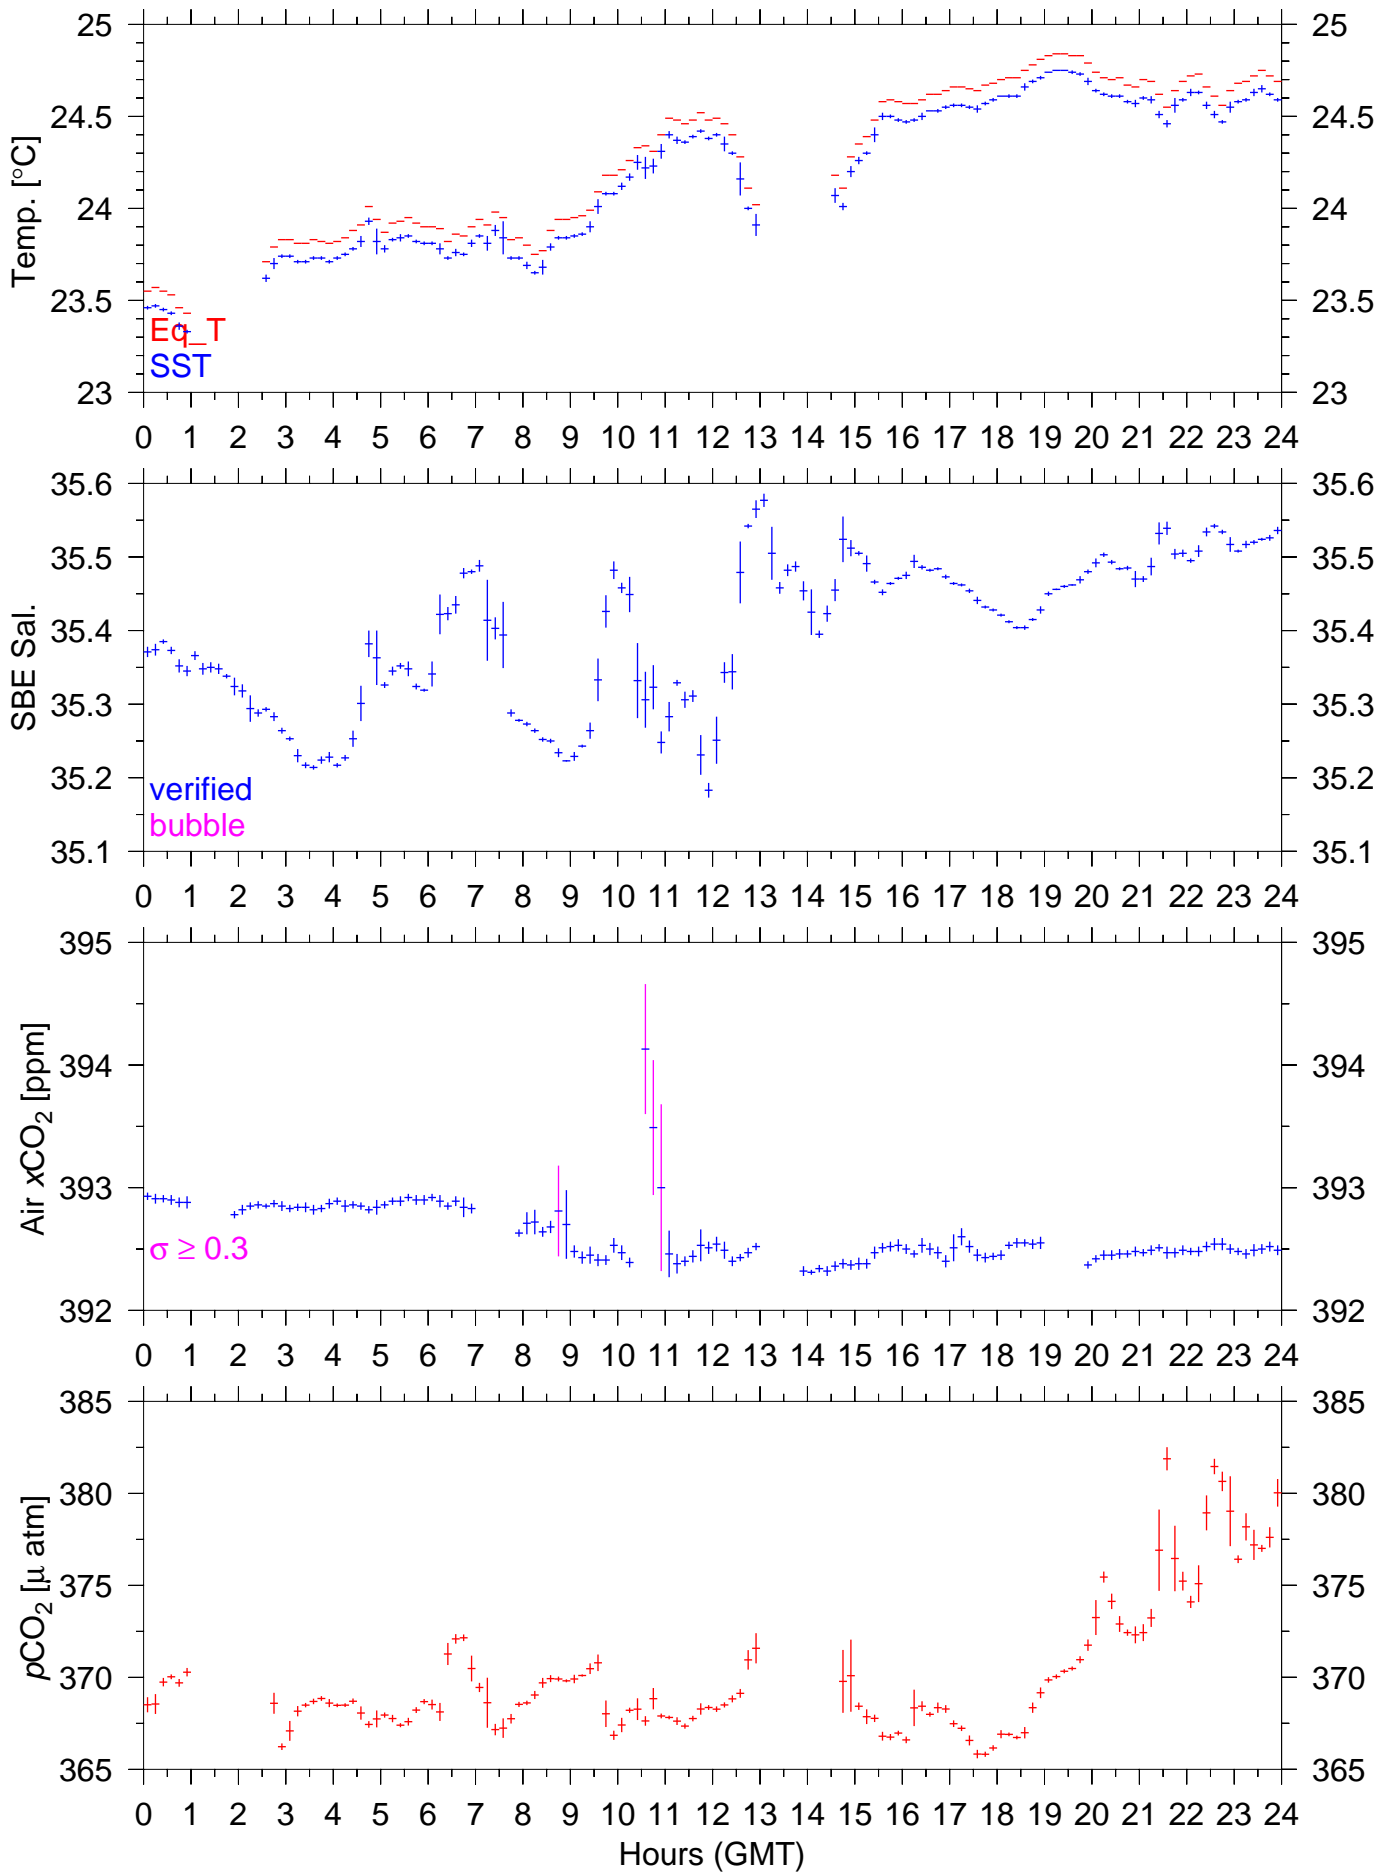 25 25
24.5 24.5
24 24
23.5 23.5
23 23
Temp. [°C]
Eq_T
SST
0 1 2 3 4 5 6 7 8 9 10 11 12 13 14 15 16 17 18 19 20 21 22 23 24
35.6 35.6
35.5 35.5
35.4 35.4
35.3 35.3
35.2 35.2
35.1 35.1
SBE Sal.
verified
bubble
0 1 2 3 4 5 6 7 8 9 10 11 12 13 14 15 16 17 18 19 20 21 22 23 24
395 395
394 394
393 393
392 392
Air xCO₂ [ppm]
σ ≥ 0.3
0 1 2 3 4 5 6 7 8 9 10 11 12 13 14 15 16 17 18 19 20 21 22 23 24
385 385
380 380
375 375
370 370
365 365
pCO₂ [μ atm]
0 1 2 3 4 5 6 7 8 9 10 11 12 13 14 15 16 17 18 19 20 21 22 23 24
Hours (GMT)